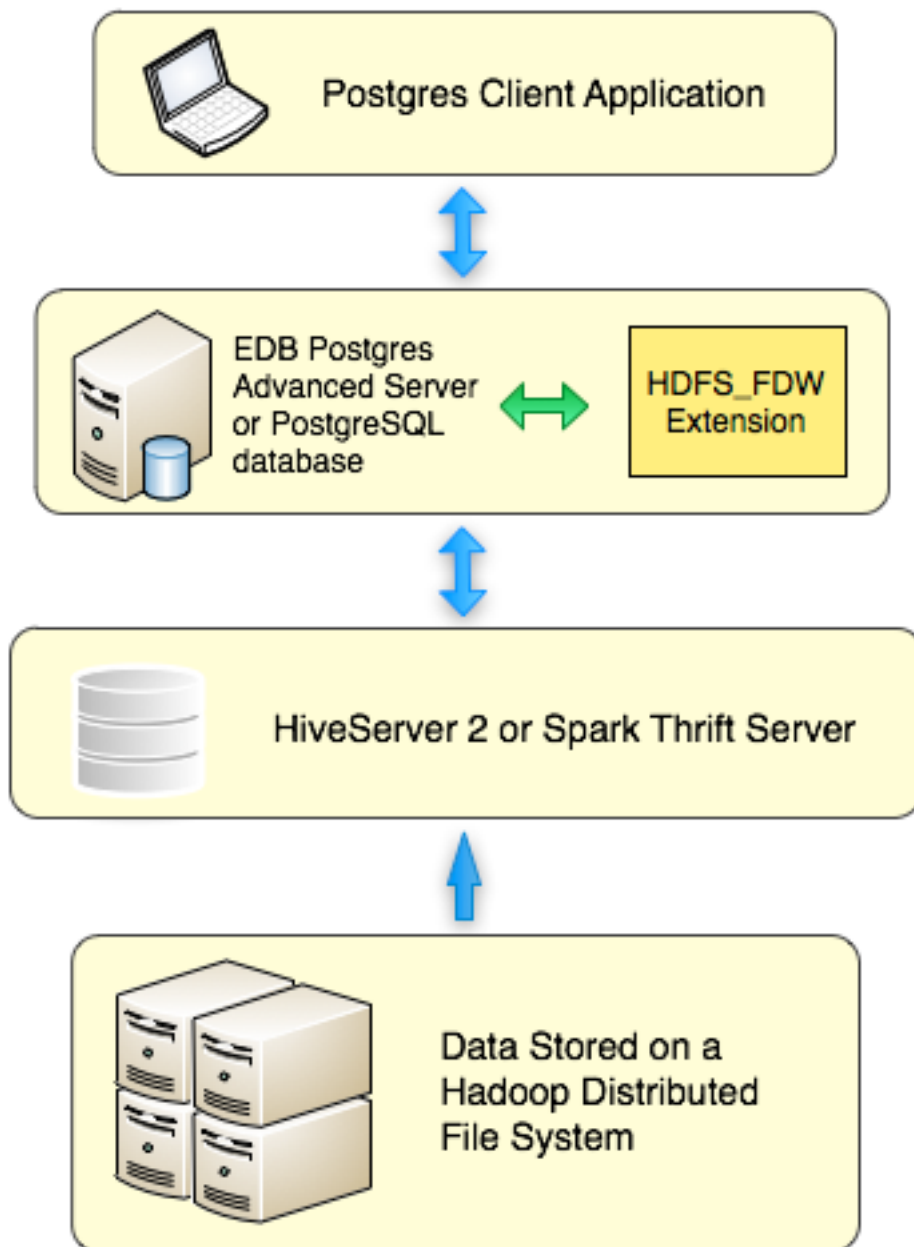 Postgres Client Application
EDB Postgres
Advanced Server
or PostgreSQL
database
HDFS_FDW
Extension
HiveServer 2 or Spark Thrift Server
Data Stored on a
Hadoop Distributed
File System